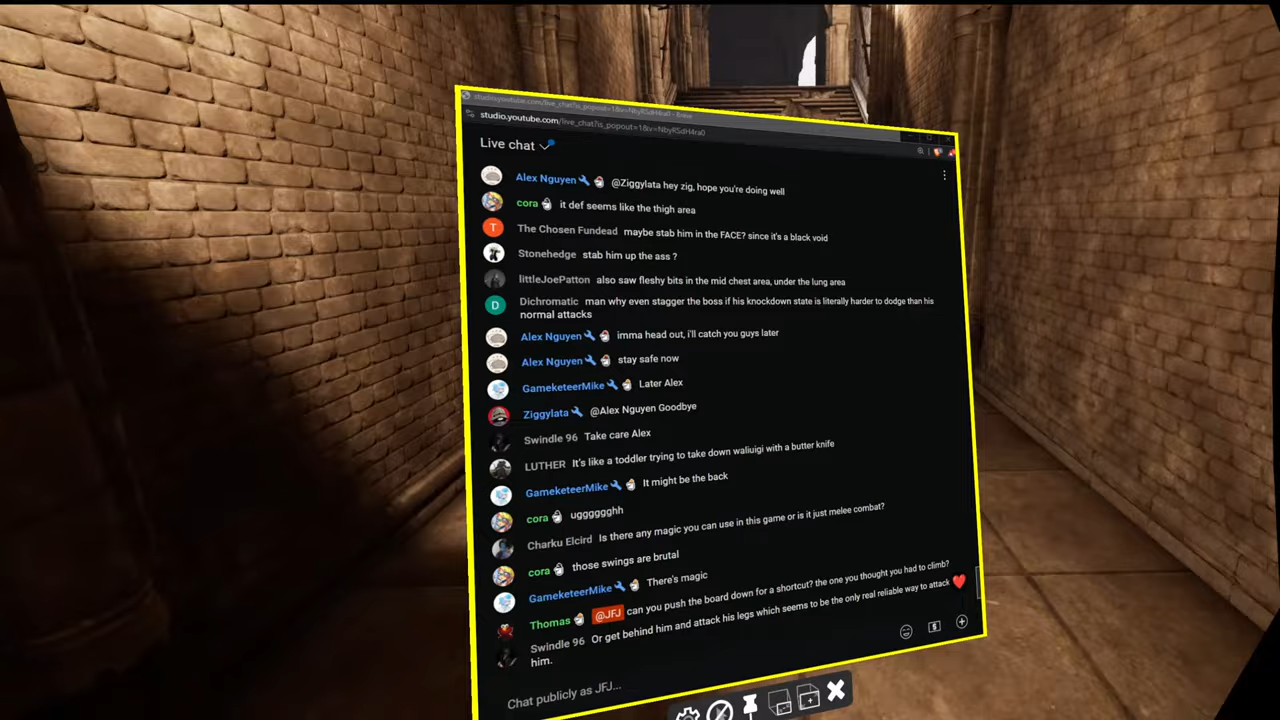 studio.youtube.com/live_chat?is_popout=1&v=NbyRSdH4ra0
Live chat
Alex Nguyen @Ziggylata hey zig, hope you're doing well
cora it def seems like the thigh area
T The Chosen Fundead maybe stab him in the FACE? since it's a black void
Stonehedge stab him up the ass ?
littleJoePatton also saw fleshy bits in the mid chest area, under the lung area
D Dichromatic man why even stagger the boss if his knockdown state is literally harder to dodge than his
normal attacks
Alex Nguyen imma head out, i'll catch you guys later
Alex Nguyen stay safe now
GameketeerMike Later Alex
Ziggylata @Alex Nguyen Goodbye
Swindle 96 Take care Alex
LUTHER It's like a toddler trying to take down waliuigi with a butter knife
GameketeerMike It might be the back
cora ugggggghh
Charku Elcird Is there any magic you can use in this game or is it just melee combat?
cora those swings are brutal
GameketeerMike There's magic
Thomas @JFJ can you push the board down for a shortcut? the one you thought you had to climb?
Swindle 96 Or get behind him and attack his legs which seems to be the only real reliable way to attack
him.
Chat publicly as JFJ...